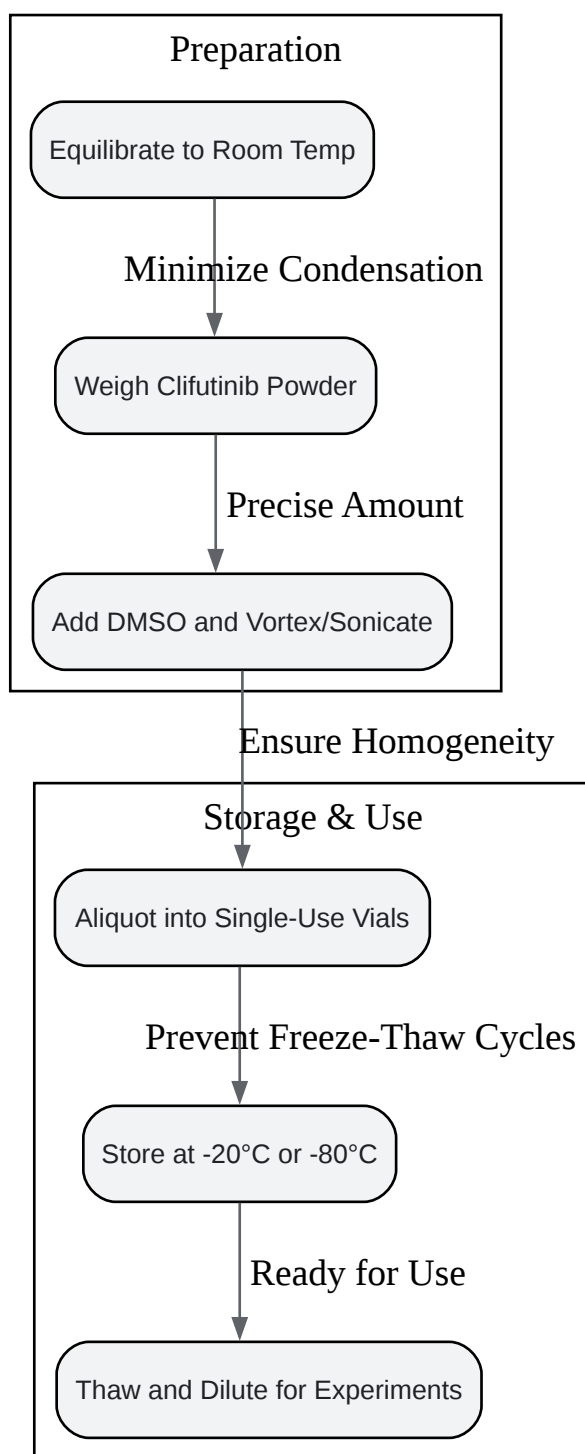 Preparation
Equilibrate to Room Temp
Minimize Condensation
Weigh Clifutinib Powder
Precise Amount
Add DMSO and Vortex/Sonicate
Ensure Homogeneity
Storage & Use
Aliquot into Single-Use Vials
Prevent Freeze-Thaw Cycles
Store at -20°C or -80°C
Ready for Use
Thaw and Dilute for Experiments